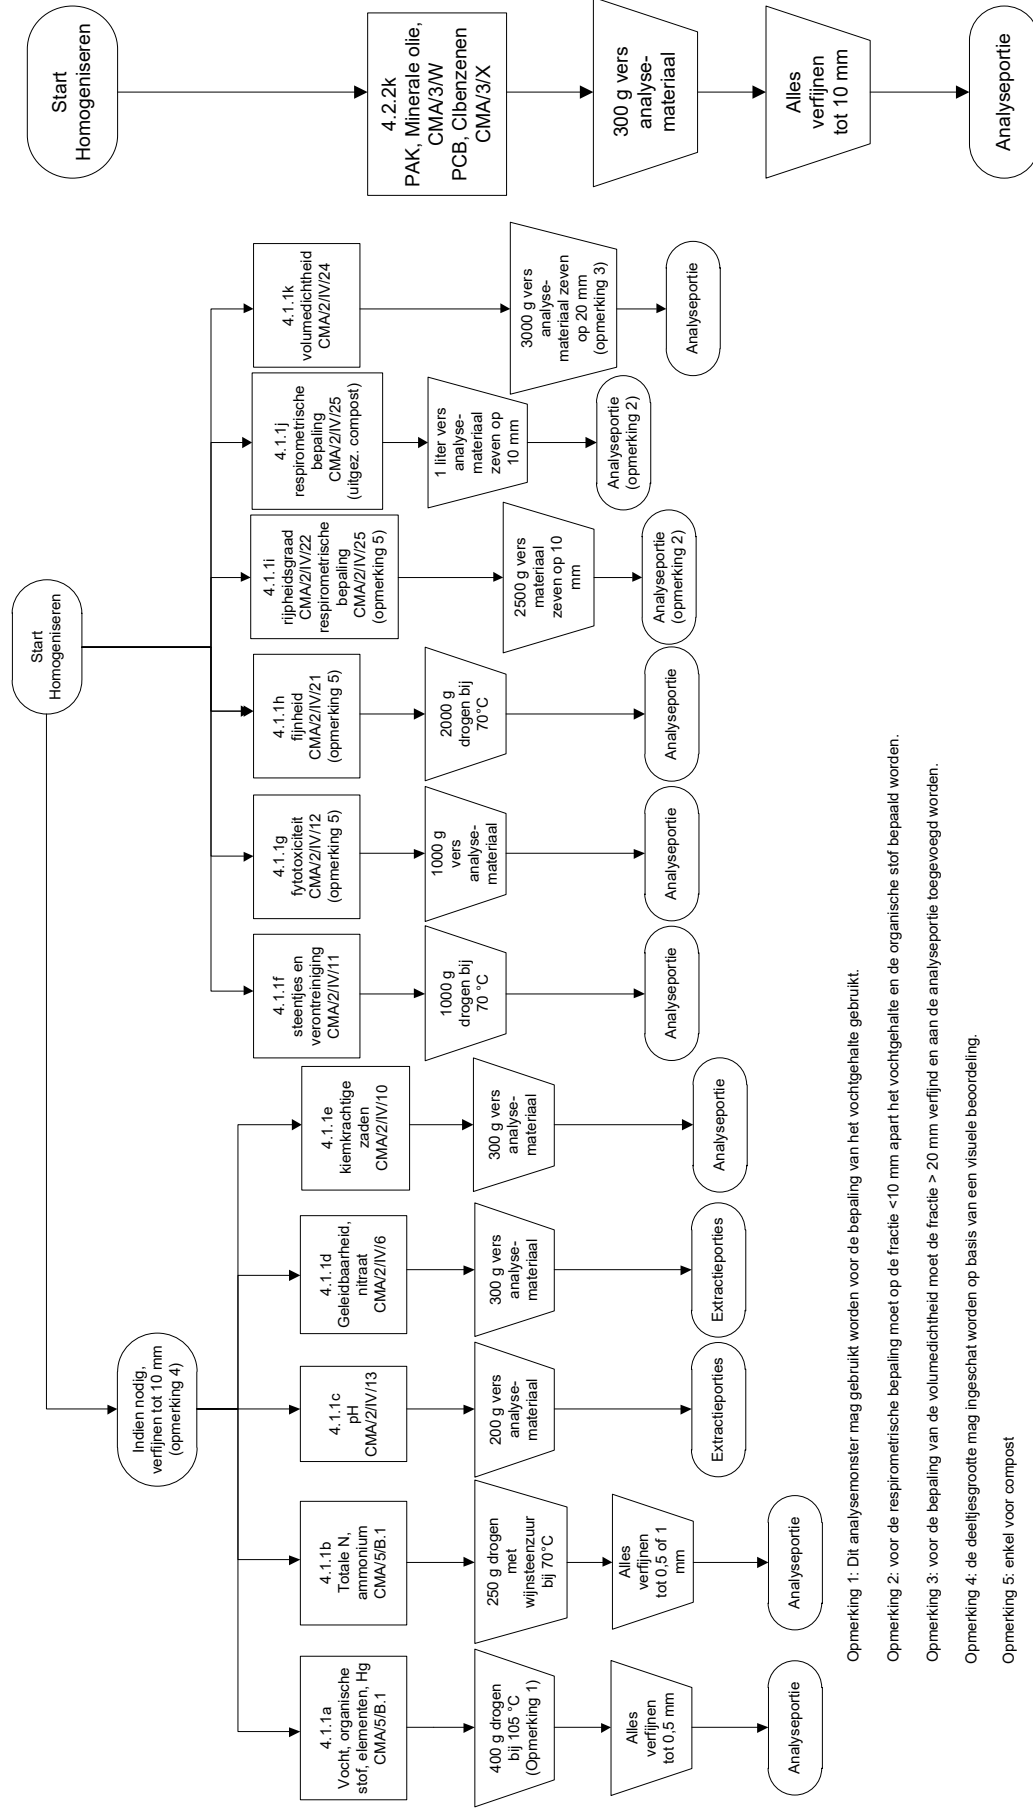 Start
Homogeniseren
Indien nodig,
verfijnen tot 10 mm
(opmerking 4)
4.1.1a
Vocht, organische
stof, elementen, Hg
CMA/5/B.1
400 g drogen
bij 105 °C
(Opmerking 1)
Alles
verfijnen
tot 0,5 mm
Analyseportie
4.1.1b
Totale N,
ammonium
CMA/5/B.1
250 g drogen
met
wijnsteenzuur
bij 70°C
Alles
verfijnen
tot 0,5 of 1
mm
Analyseportie
4.1.1c
pH
CMA/2/IV/13
200 g vers
analyse-
materiaal
Extractieporties
4.1.1d
Geleidbaarheid,
nitraat
CMA/2/IV/6
300 g vers
analyse-
materiaal
Extractieporties
4.1.1e
kiemkrachtige
zaden
CMA/2/IV/10
300 g vers
analyse-
materiaal
Analyseportie
4.1.1f
steentjes en
verontreiniging
CMA/2/IV/11
1000 g
drogen bij
70 °C
Analyseportie
4.1.1g
fytotoxiciteit
CMA/2/IV/12
(opmerking 5)
1000 g
vers
analyse-
materiaal
Analyseportie
4.1.1h
fijnheid
CMA/2/IV/21
(opmerking 5)
2000 g
drogen bij
70°C
Analyseportie
4.1.1i
rijpheidsgraad
CMA/2/IV/22
respirometrische
bepaling
CMA/2/IV/25
(opmerking 5)
2500 g vers
materiaal
zeven op 10
mm
Analyseportie
(opmerking 2)
4.1.1j
respirometrische
bepaling
CMA/2/IV/25
(uitgez. compost)
1 liter vers
analyse-
materiaal
zeven op
10 mm
Analyseportie
(opmerking 2)
4.1.1k
volumedichtheid
CMA/2/IV/24
3000 g vers
analyse-
materiaal zeven
op 20 mm
(opmerking 3)
Analyseportie
Start
Homogeniseren
4.2.2k
PAK, Minerale olie,
CMA/3/W
PCB, Clbenzenen
CMA/3/X
300 g vers
analyse-
materiaal
Alles
verfijnen
tot 10 mm
Analyseportie
Opmerking 1: Dit analysemonster mag gebruikt worden voor de bepaling van het vochtgehalte gebruikt.
Opmerking 2: voor de respirometrische bepaling moet op de fractie <10 mm apart het vochtgehalte en de organische stof bepaald worden.
Opmerking 3: voor de bepaling van de volumedichtheid moet de fractie > 20 mm verfijnd en aan de analyseportie toegevoegd worden.
Opmerking 4: de deeltjesgrootte mag ingeschat worden op basis van een visuele beoordeling.
Opmerking 5: enkel voor compost